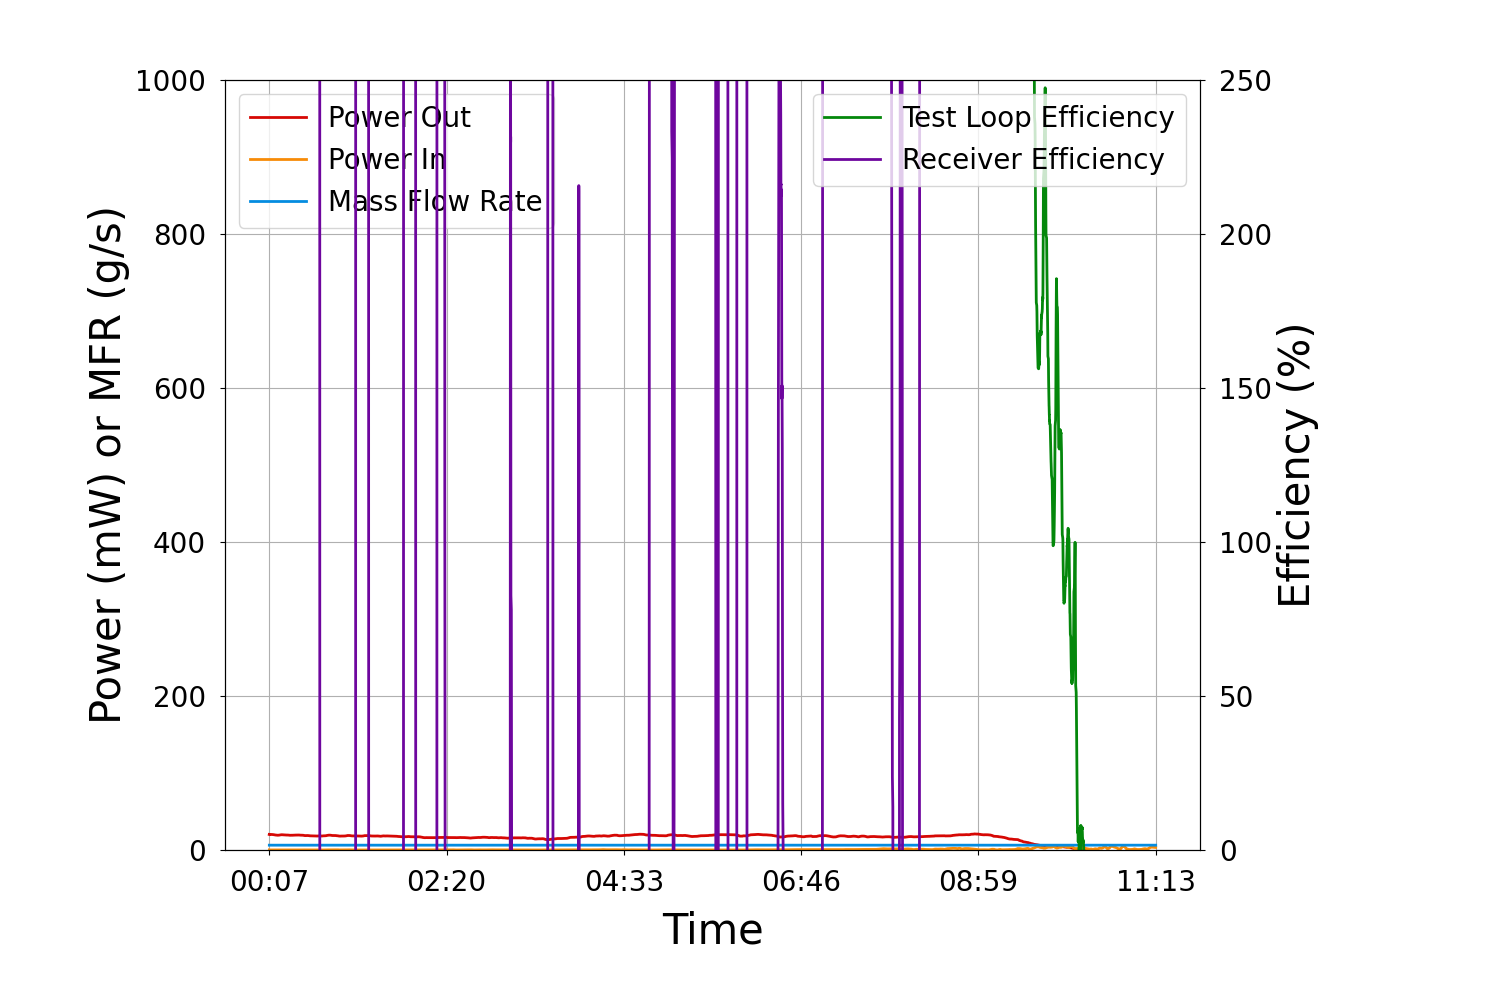 1000
800
600
400
200
0
Power (mW) or MFR (g/s)
Power Out
Power In
Mass Flow Rate
Test Loop Efficiency
Receiver Efficiency
250
200
150
100
50
0
Efficiency (%)
00:07 02:20 04:33 06:46 08:59 11:13
Time